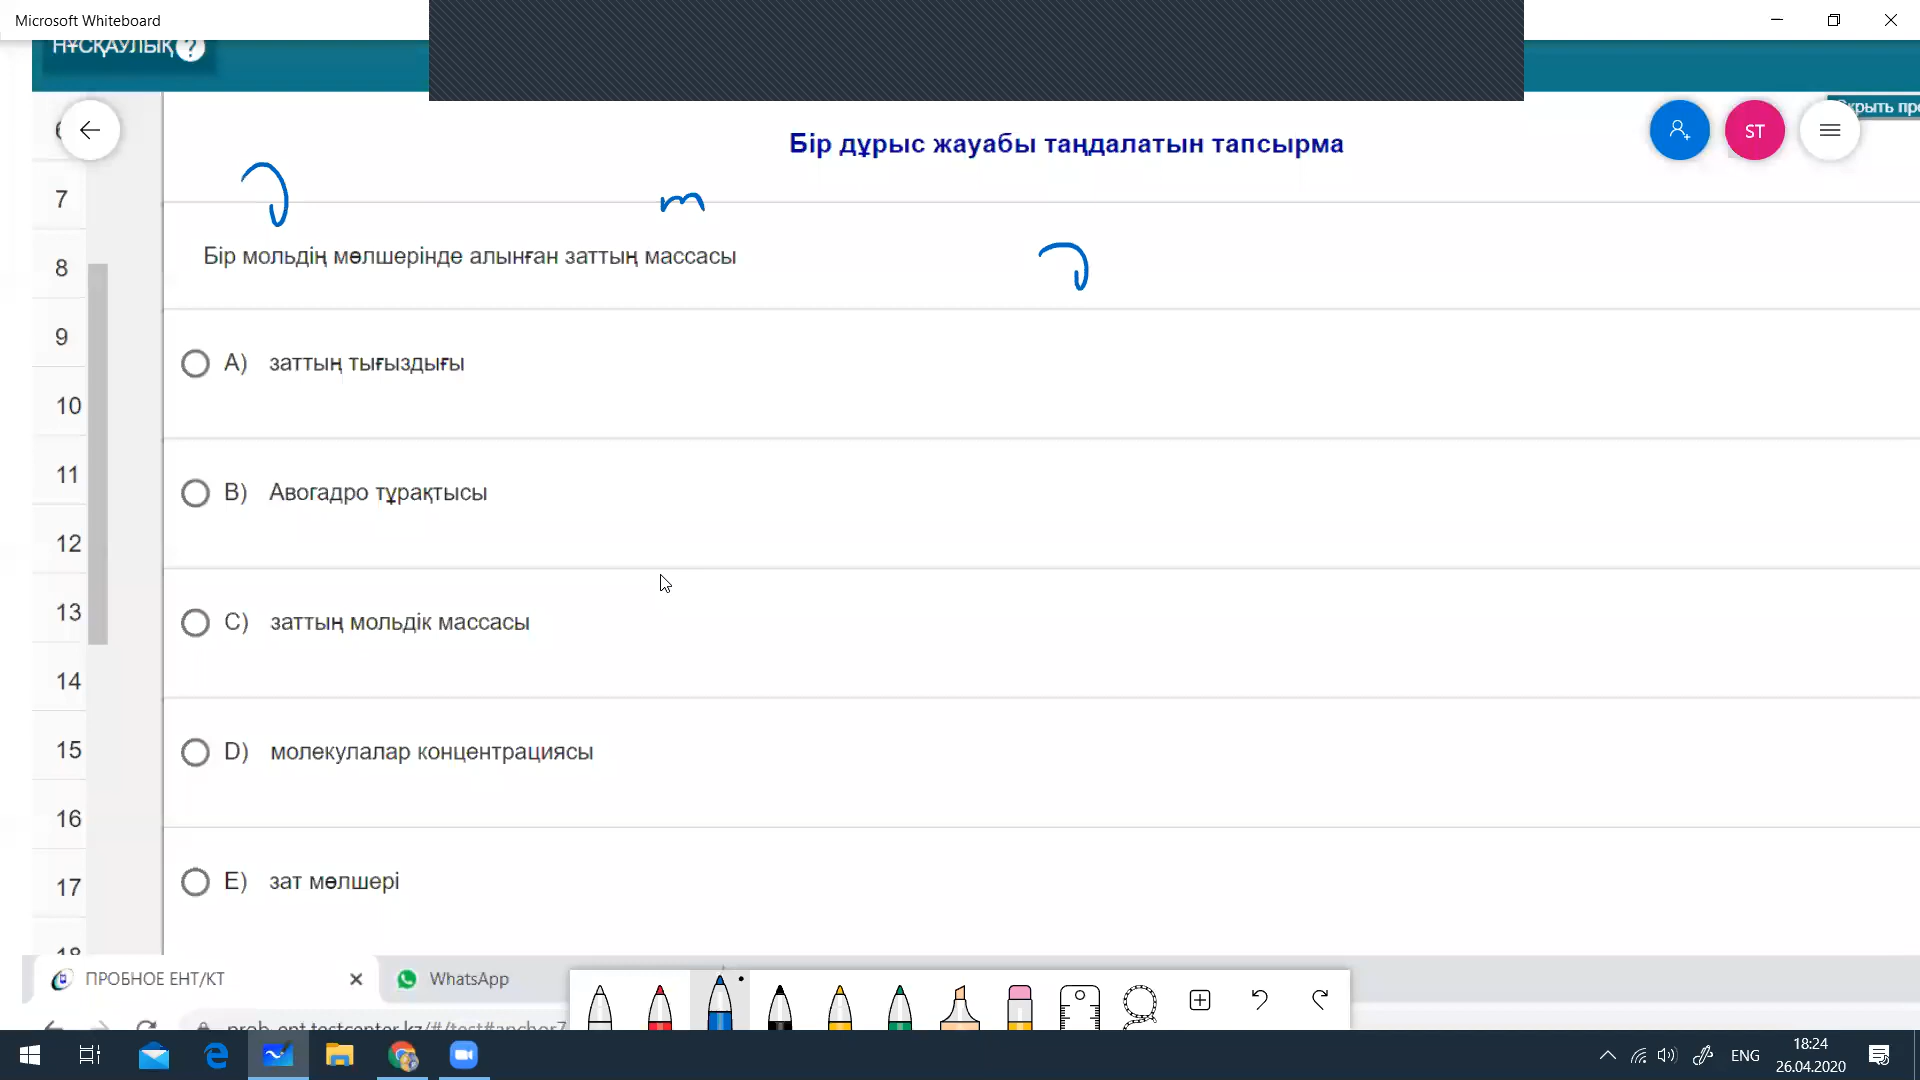 Microsoft Whiteboard
НҰСҚАУЛЫҚ ?
ST
Бір дұрыс жауабы таңдалатын тапсырма
7
m
8
Бір мольдің мөлшерінде алынған заттың массасы
9
A) заттың тығыздығы
10
11
B) Авогадро тұрақтысы
12
13
C) заттың мольдік массасы
14
15
D) молекулалар концентрациясы
16
17
E) зат мөлшері
18
ПРОБНОЕ ЕНТ/КТ
WhatsApp
ENG
18:24
26.04.2020